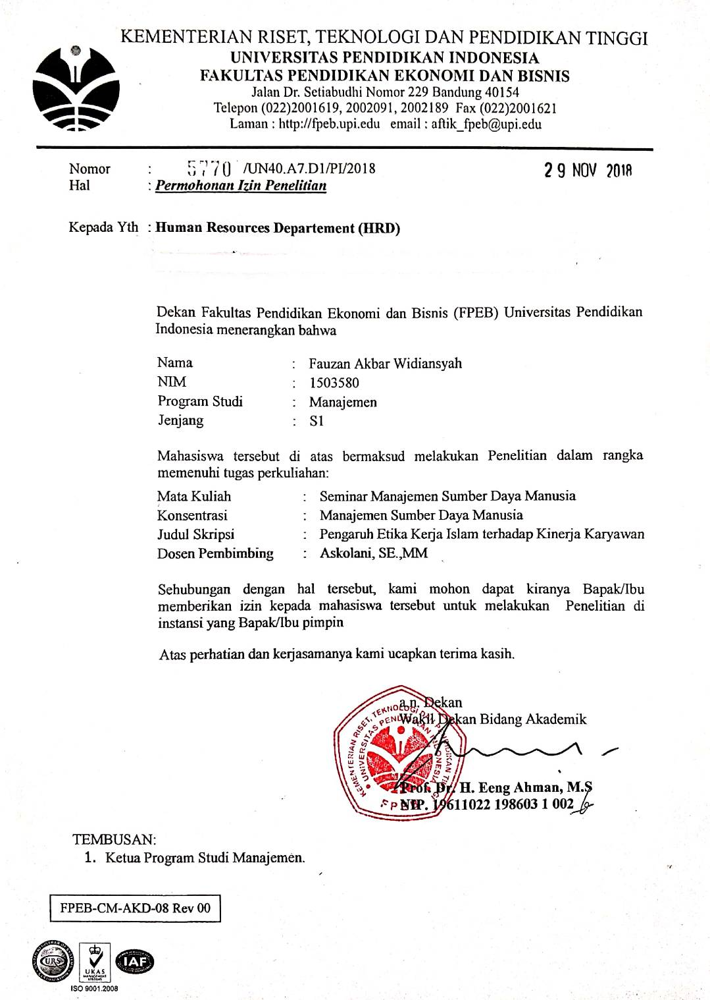 KEMENTERIAN RISET, TEKNOLOGI DAN PENDIDIKAN TINGGI
UNIVERSITAS PENDIDIKAN INDONESIA
FAKULTAS PENDIDIKAN EKONOMI DAN BISNIS
Jalan Dr. Setiabudhi Nomor 229 Bandung 40154
Telepon (022)2001619, 2002091, 2002189 Fax (022)2001621
Laman : http://fpeb.upi.edu email : aftik_fpeb@upi.edu
Nomor : 5770 /UN40.A7.D1/PI/2018 29 NOV 2018
Hal : Permohonan Izin Penelitian
Kepada Yth : Human Resources Departement (HRD)
Dekan Fakultas Pendidikan Ekonomi dan Bisnis (FPEB) Universitas Pendidikan
Indonesia menerangkan bahwa
Nama : Fauzan Akbar Widiansyah
NIM : 1503580
Program Studi : Manajemen
Jenjang : S1
Mahasiswa tersebut di atas bermaksud melakukan Penelitian dalam rangka
memenuhi tugas perkuliahan:
Mata Kuliah : Seminar Manajemen Sumber Daya Manusia
Konsentrasi : Manajemen Sumber Daya Manusia
Judul Skripsi : Pengaruh Etika Kerja Islam terhadap Kinerja Karyawan
Dosen Pembimbing : Askolani, SE.,MM
Sehubungan dengan hal tersebut, kami mohon dapat kiranya Bapak/Ibu
memberikan izin kepada mahasiswa tersebut untuk melakukan Penelitian di
instansi yang Bapak/Ibu pimpin
Atas perhatian dan kerjasamanya kami ucapkan terima kasih.
a.n. Dekan
Wakil Dekan Bidang Akademik
KEMENTERIAN RISET, TEKNOLOGI DAN PENDIDIKAN TINGGI
UNIVERSITAS PENDIDIKAN INDONESIA
FPEB
Prof. Dr. H. Eeng Ahman, M.S
NIP. 19611022 198603 1 002
TEMBUSAN:
1. Ketua Program Studi Manajemen.
FPEB-CM-AKD-08 Rev 00
URS
UKAS
MANAGEMENT
SYSTEMS
IAF
ISO 9001:2008